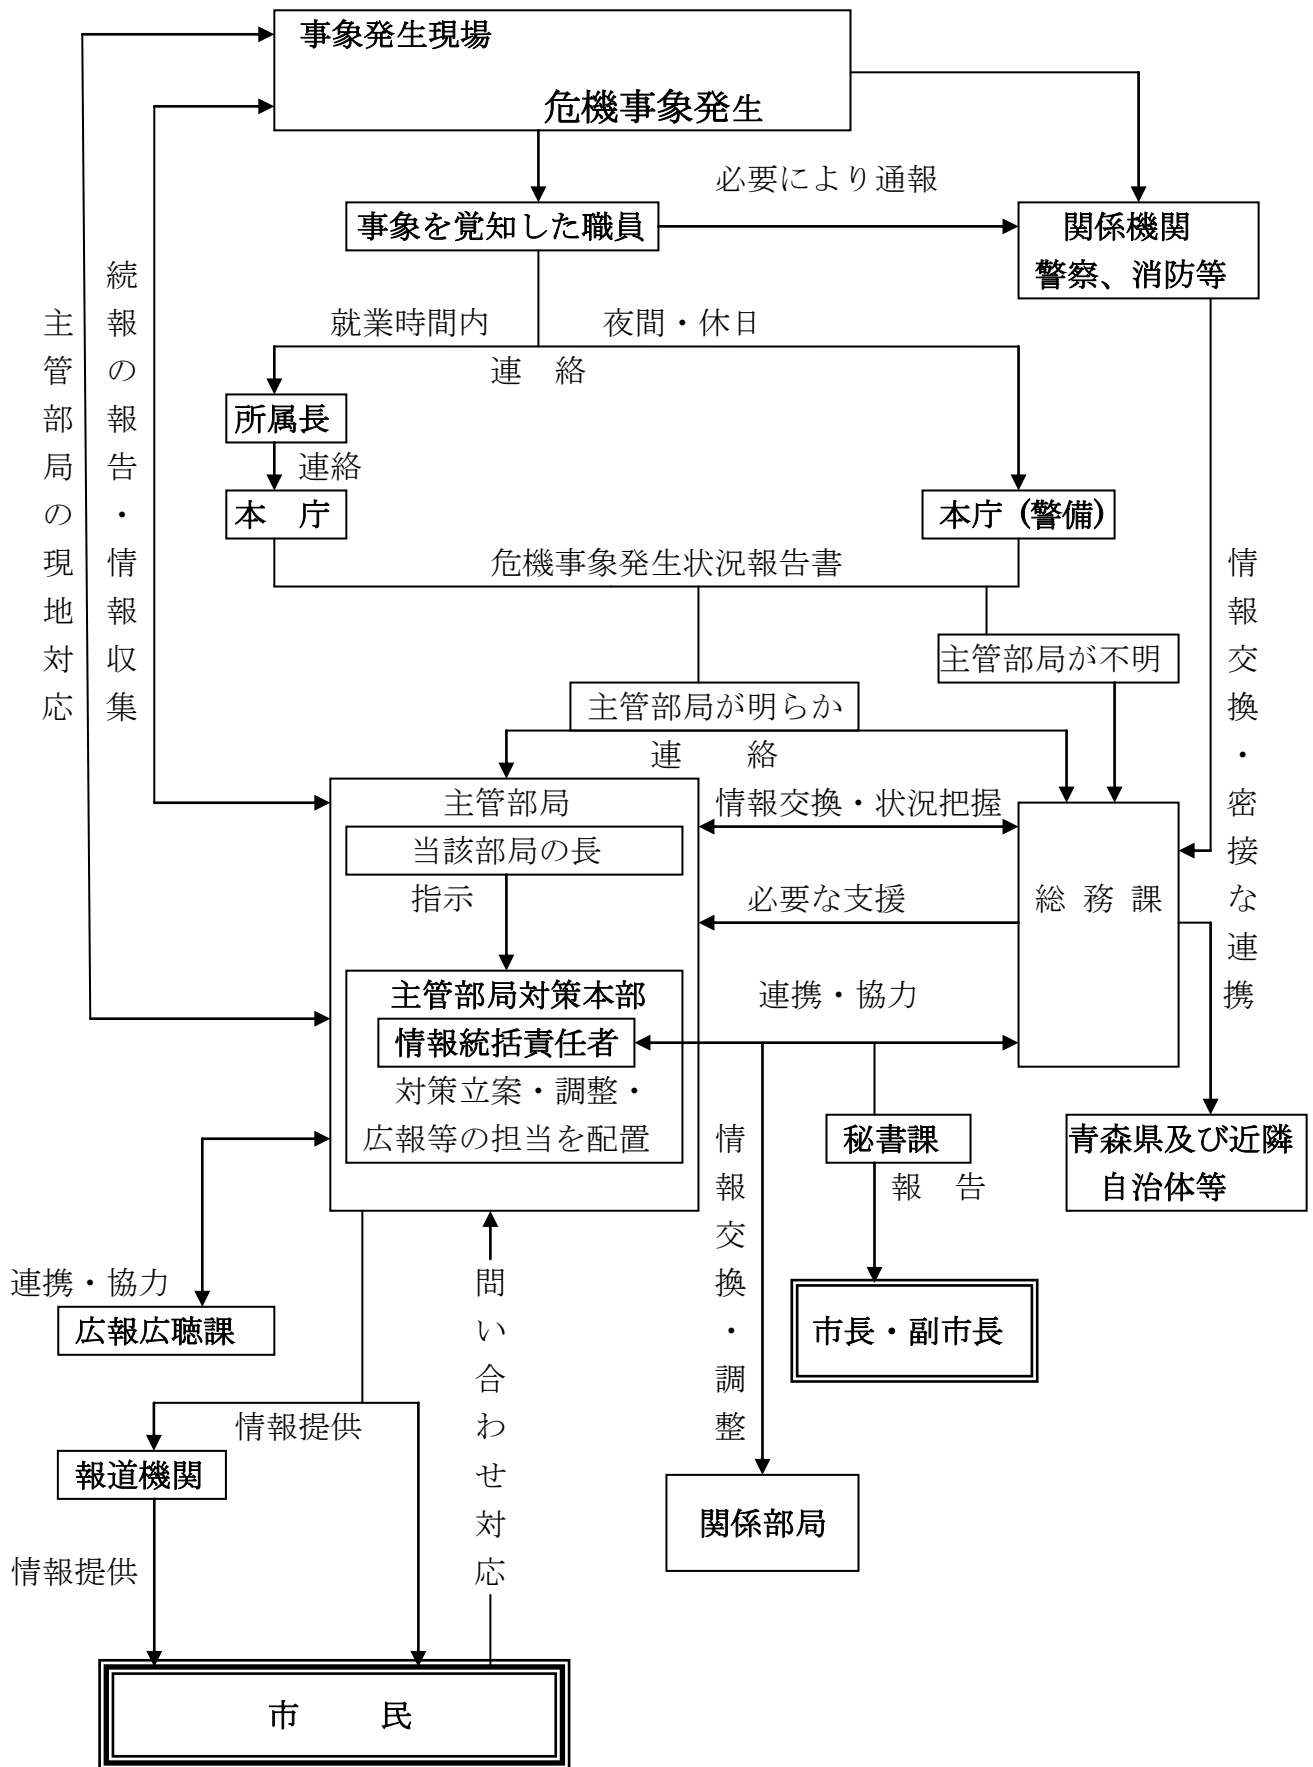 事象発生現場
危機事象発生
必要により通報
事象を覚知した職員
関係機関
警察、消防等
就業時間内
夜間・休日
連　絡
所属長
連絡
本　庁
本庁（警備）
危機事象発生状況報告書
主管部局が不明
主管部局が明らか
連　　絡
主管部局の現地対応
続報の報告・情報収集
情報交換・密接な連携
主管部局
当該部局の長
指示
情報交換・状況把握
必要な支援
総 務 課
主管部局対策本部
情報統括責任者
対策立案・調整・
広報等の担当を配置
連携・協力
秘書課
報　告
青森県及び近隣
自治体等
市長・副市長
情報交換・調整
関係部局
連携・協力
広報広聴課
問い合わせ対応
情報提供
報道機関
情報提供
市　　民